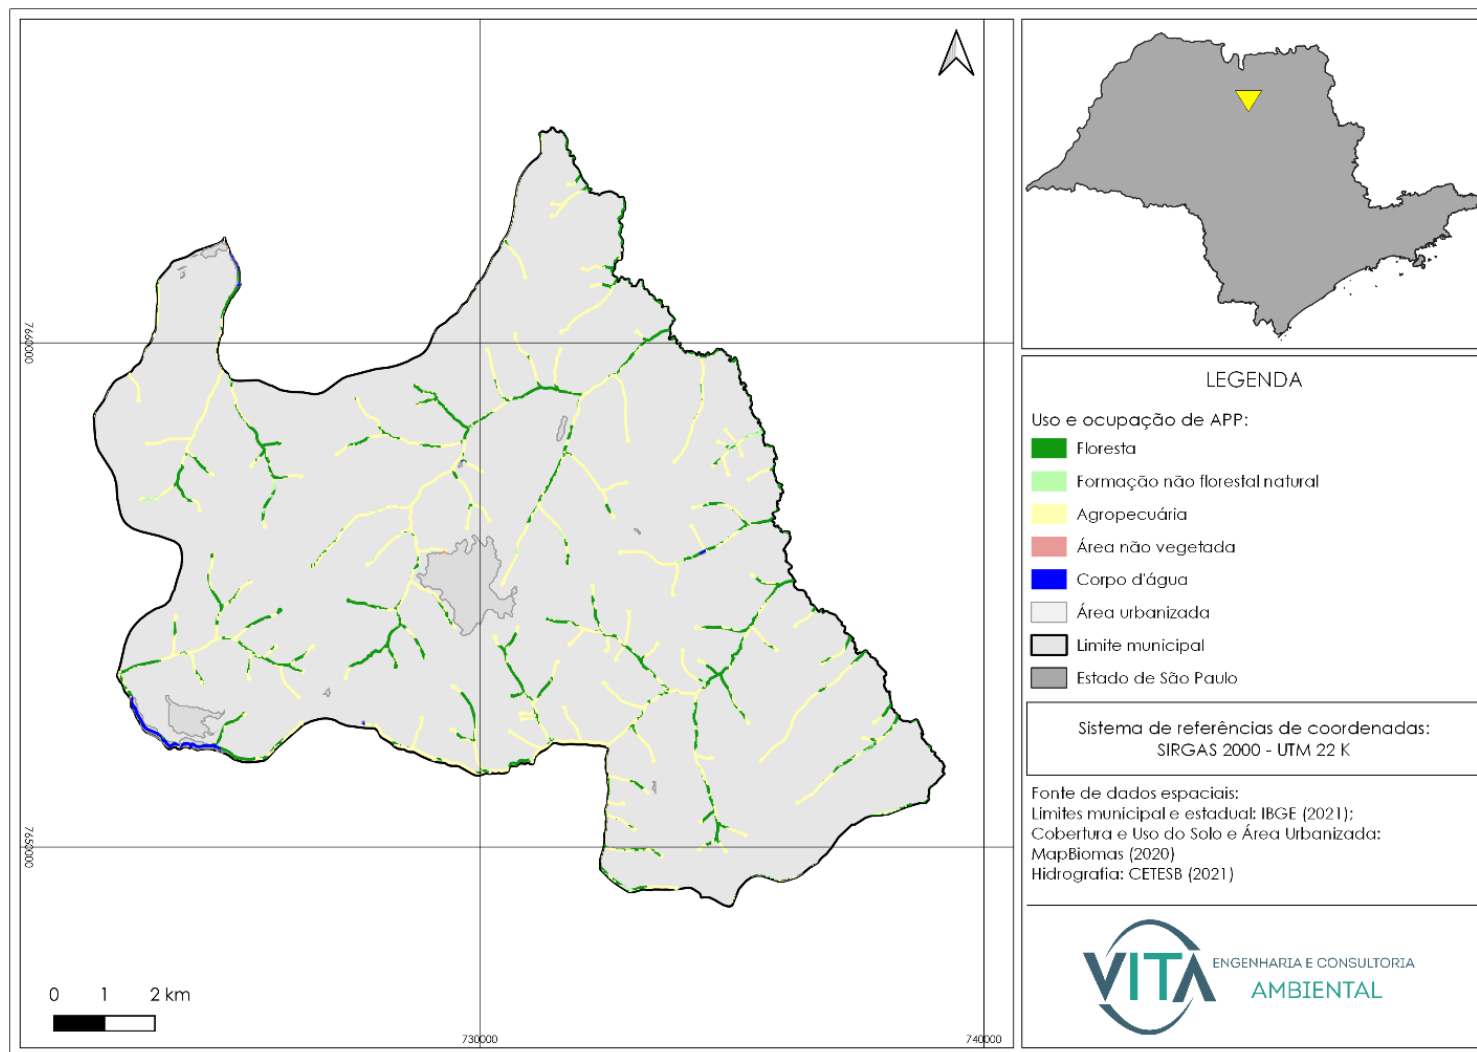 7660000
7650000
0 1 2 km
730000
740000
LEGENDA
Uso e ocupação de APP:
Floresta
Formação não florestal natural
Agropecuária
Área não vegetada
Corpo d'água
Área urbanizada
Limite municipal
Estado de São Paulo
Sistema de referências de coordenadas:
SIRGAS 2000 - UTM 22 K
Fonte de dados espaciais:
Limites municipal e estadual: IBGE (2021);
Cobertura e Uso do Solo e Área Urbanizada:
MapBiomas (2020)
Hidrografia: CETESB (2021)
VITA
ENGENHARIA E CONSULTORIA
AMBIENTAL